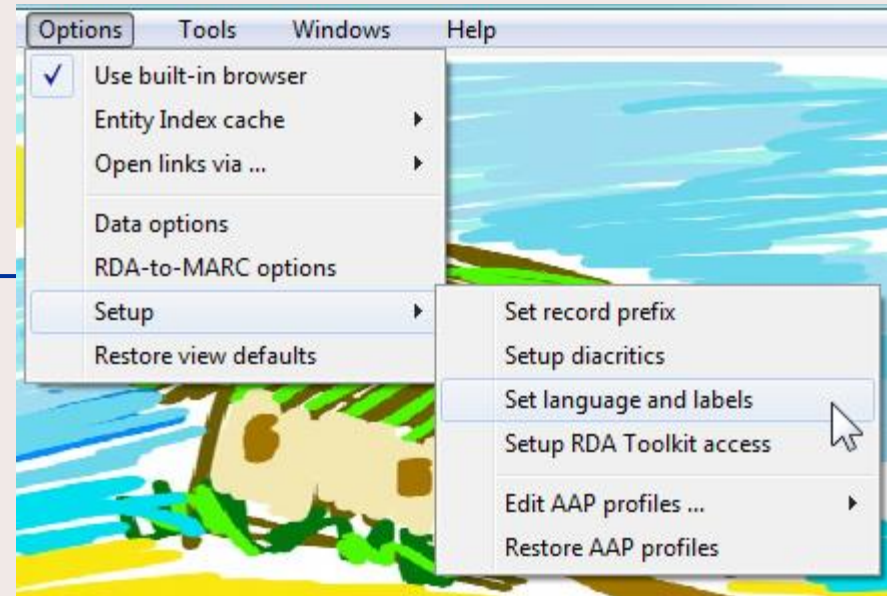 Options Tools Windows Help
Use built-in browser
Entity Index cache
Open links via ...
Data options
RDA-to-MARC options
Setup
Restore view defaults
Set record prefix
Setup diacritics
Set language and labels
Setup RDA Toolkit access
Edit AAP profiles ...
Restore AAP profiles